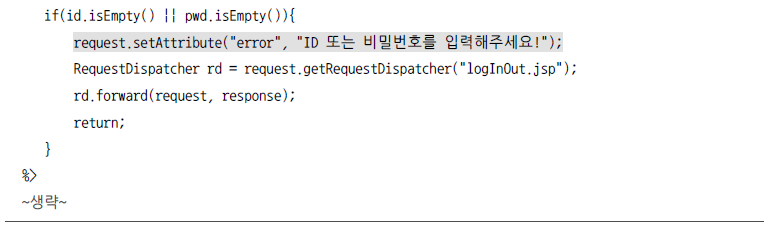 if(id.isEmpty() || pwd.isEmpty()){
request.setAttribute("error", "ID 또는 비밀번호를 입력해주세요!");
RequestDispatcher rd = request.getRequestDispatcher("logInOut.jsp");
rd.forward(request, response);
return;
}
%>
~생략~